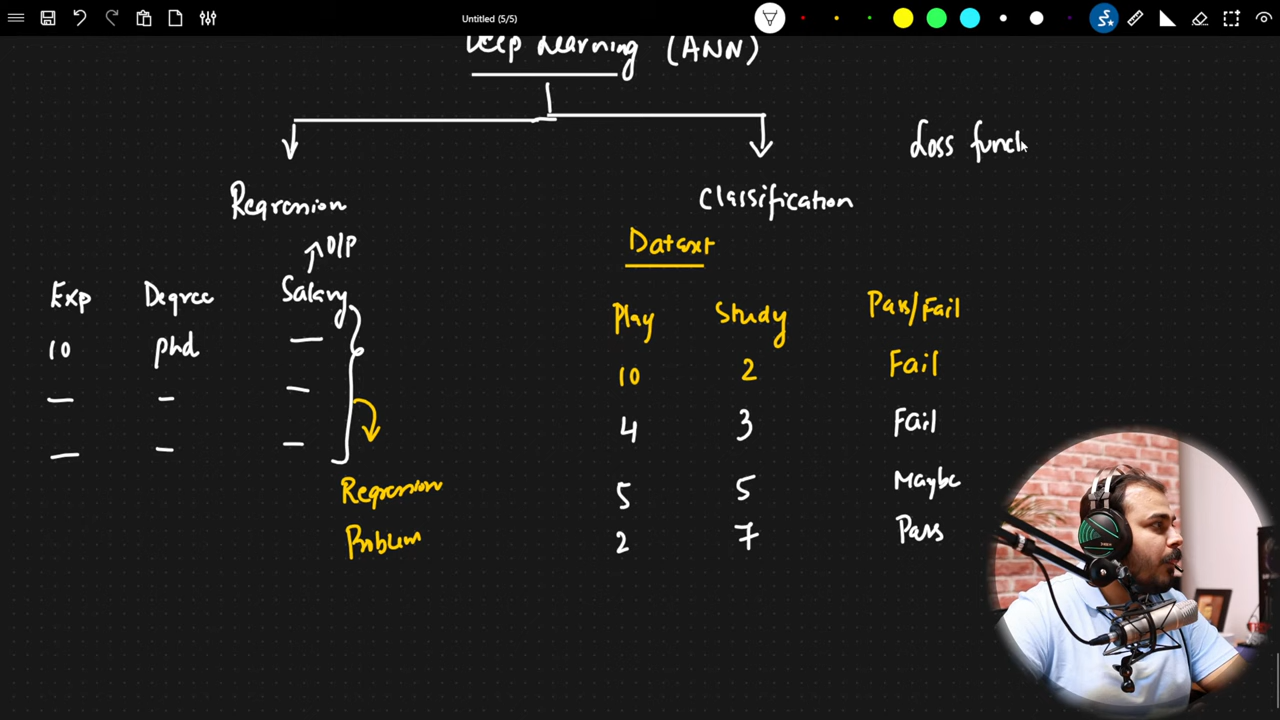 Untitled (5/5)
Deep Learning (ANN)
Loss funct
Regression
Classification
O/P
Dataset
Exp Degree Salary
Play Study Pass/Fail
10 phd —
10 2 Fail
— – –
4 3 Fail
— – –
Regression
Problem
5 5 Maybe
2 7 Pass